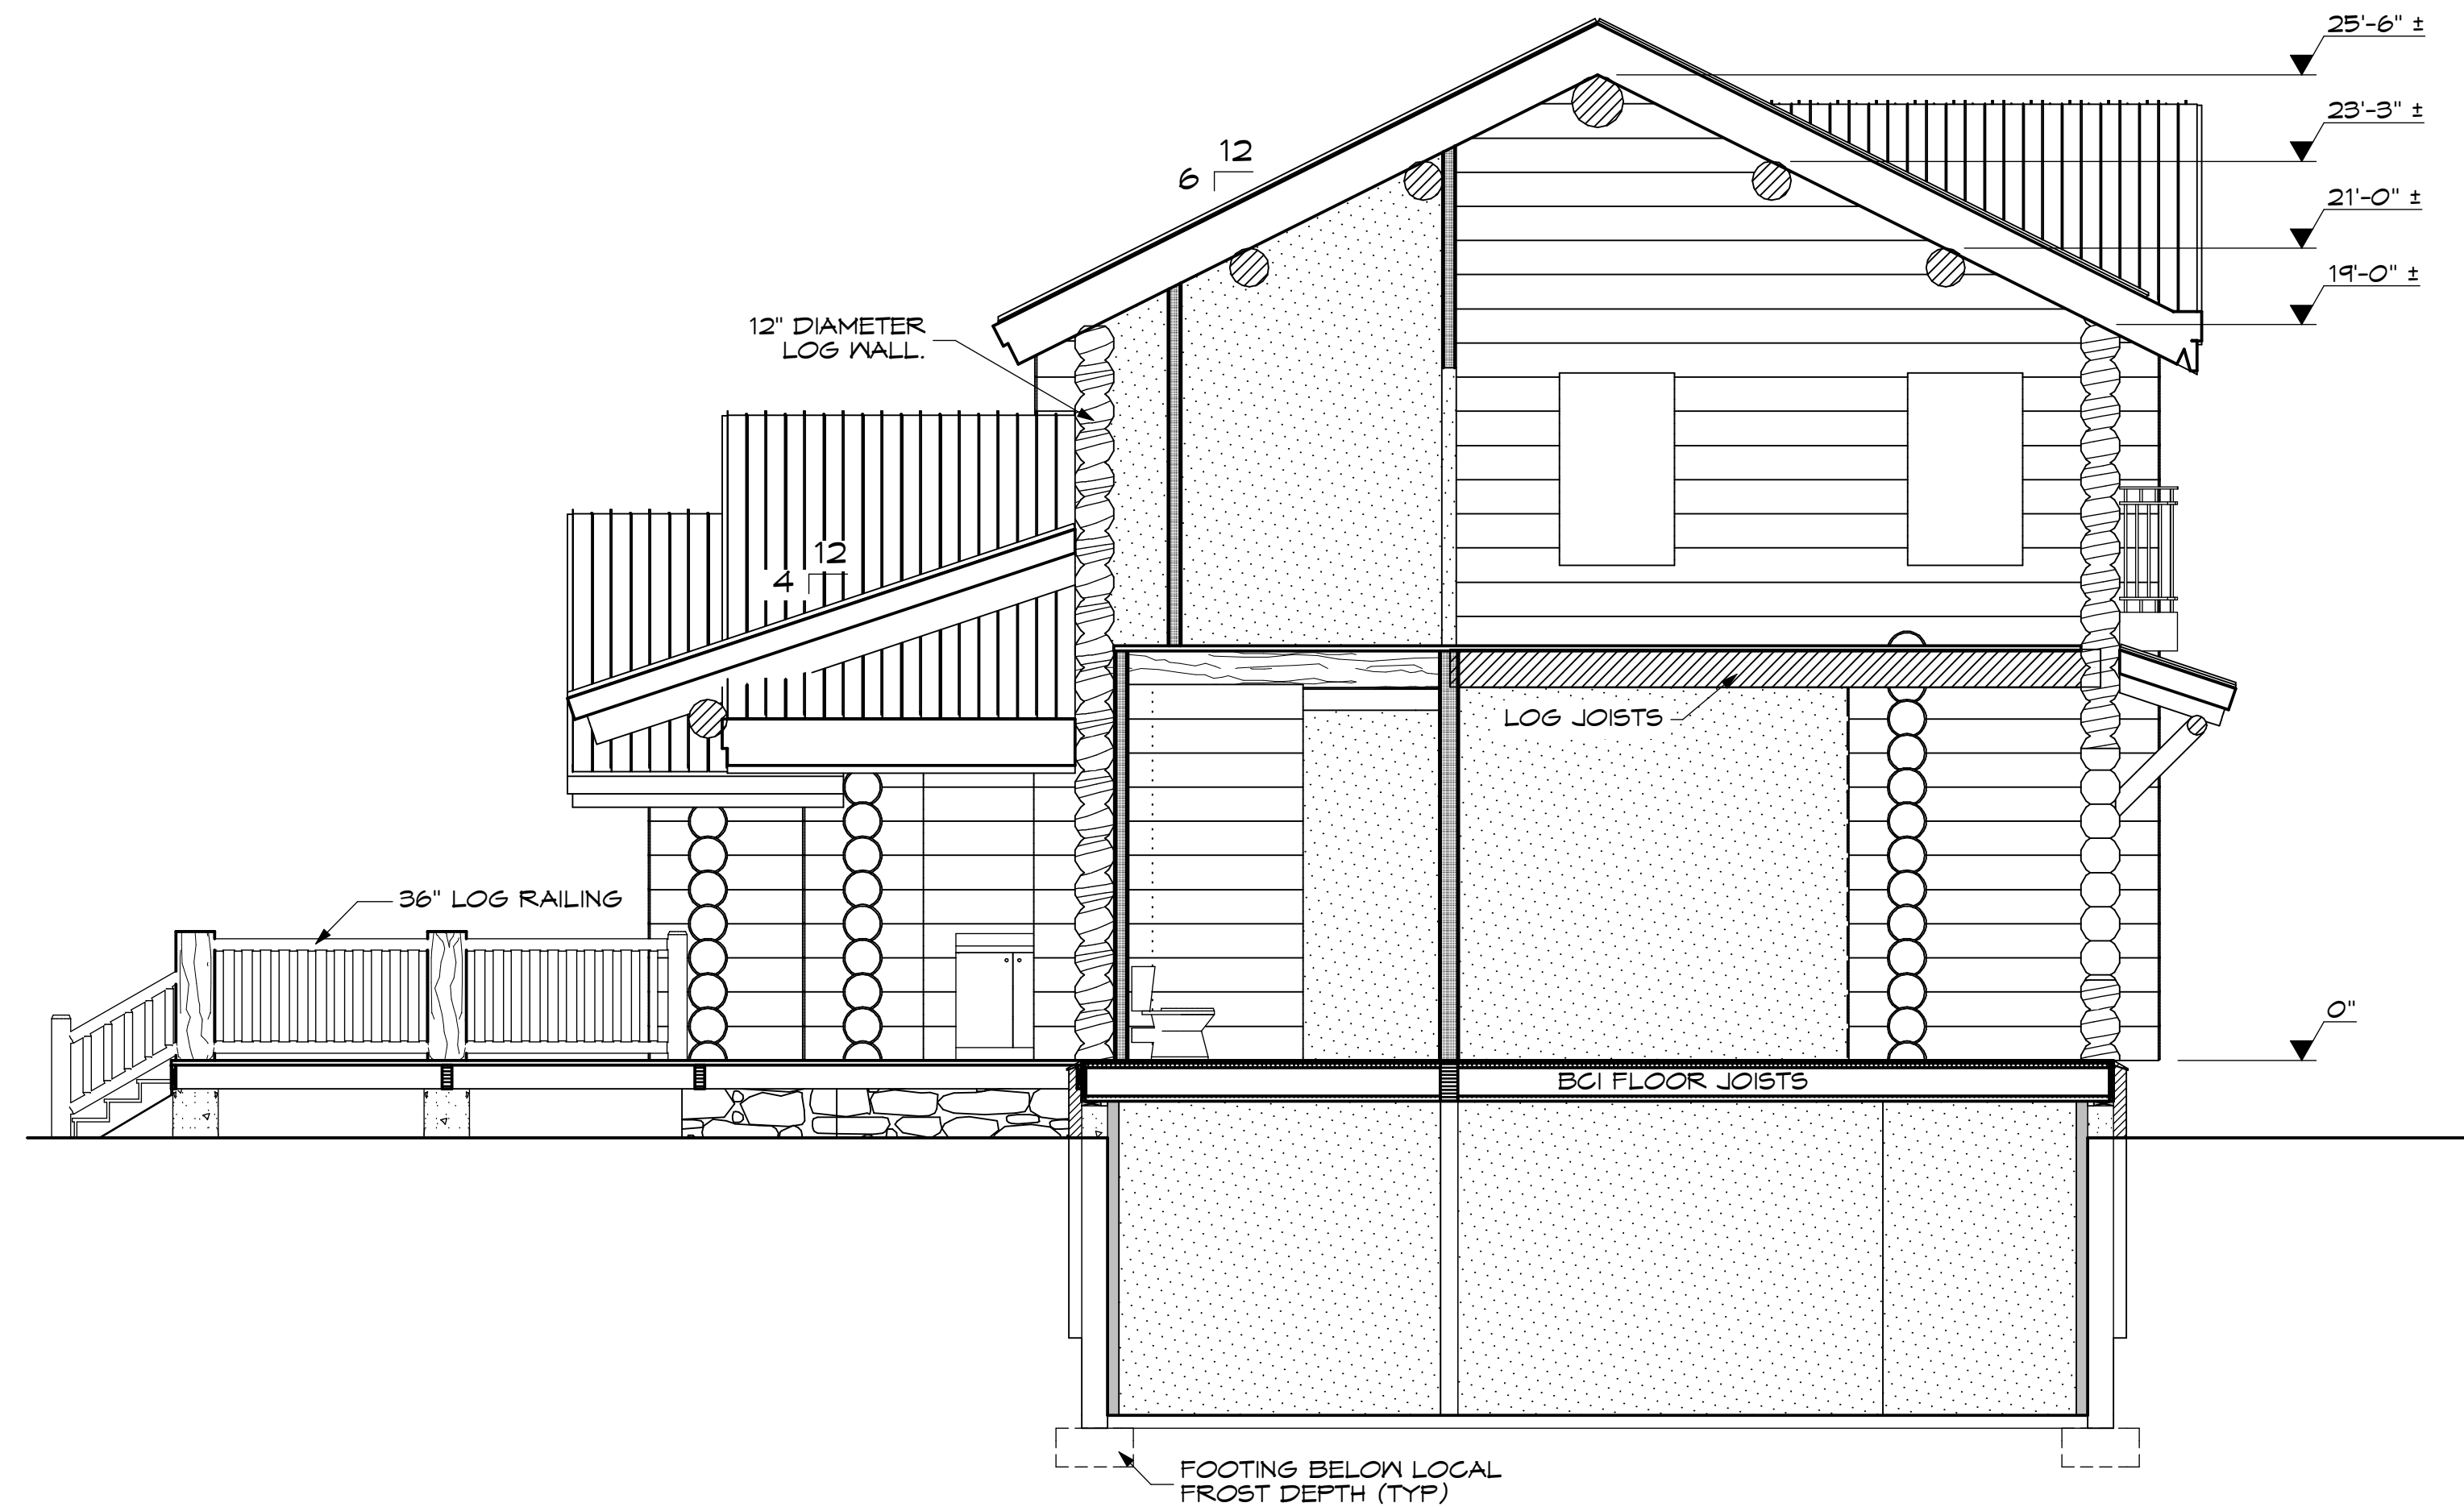 25'-6" ±
23'-3" ±
12
6
21'-0" ±
19'-0" ±
12" DIAMETER
LOG WALL.
12
4
LOG JOISTS
36" LOG RAILING
0"
BCI FLOOR JOISTS
FOOTING BELOW LOCAL
FROST DEPTH (TYP)